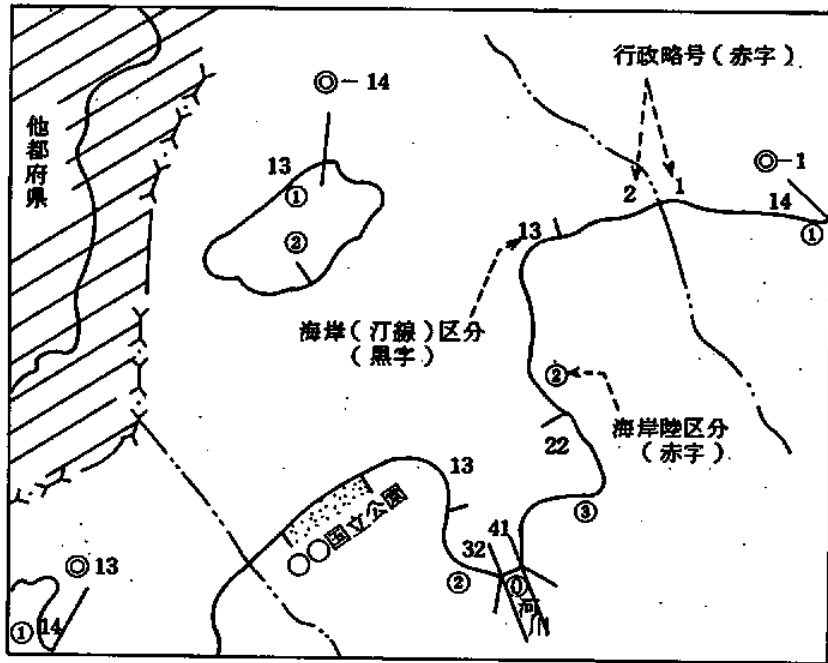 行政略号(赤字)
◎-14
他都府県
◎-1
13
2
1
14
①
13
①
②
海岸(汀線)区分
(黒字)
②
海岸陸区分
(赤字)
22
13
○○国立公園
③
41
32
◎13
②
⓪
河川
①
14